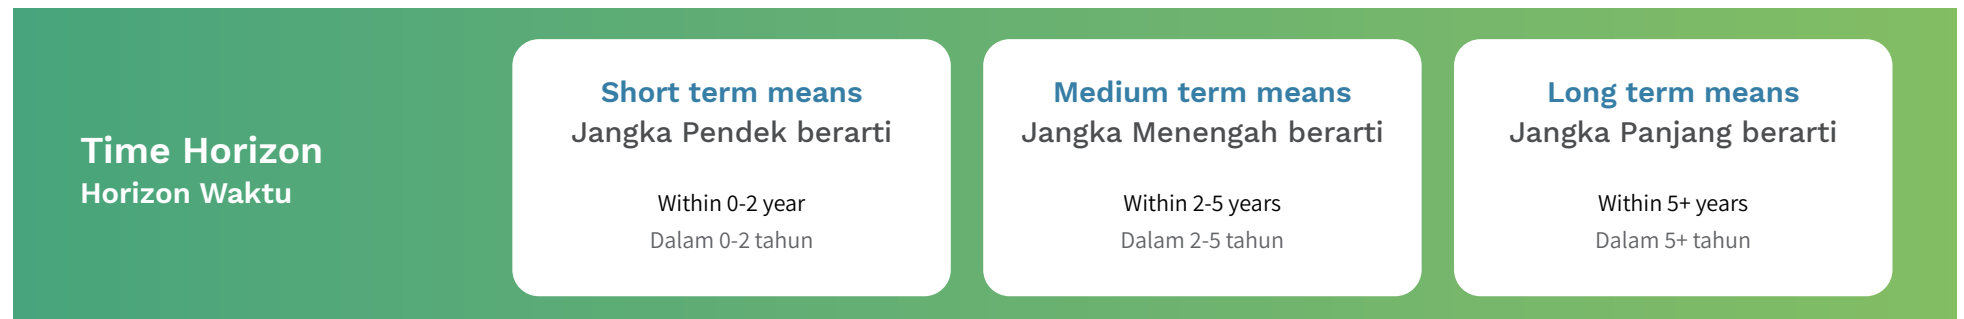 Time Horizon
Horizon Waktu
Short term means
Jangka Pendek berarti
Within 0-2 year
Dalam 0-2 tahun
Medium term means
Jangka Menengah berarti
Within 2-5 years
Dalam 2-5 tahun
Long term means
Jangka Panjang berarti
Within 5+ years
Dalam 5+ tahun